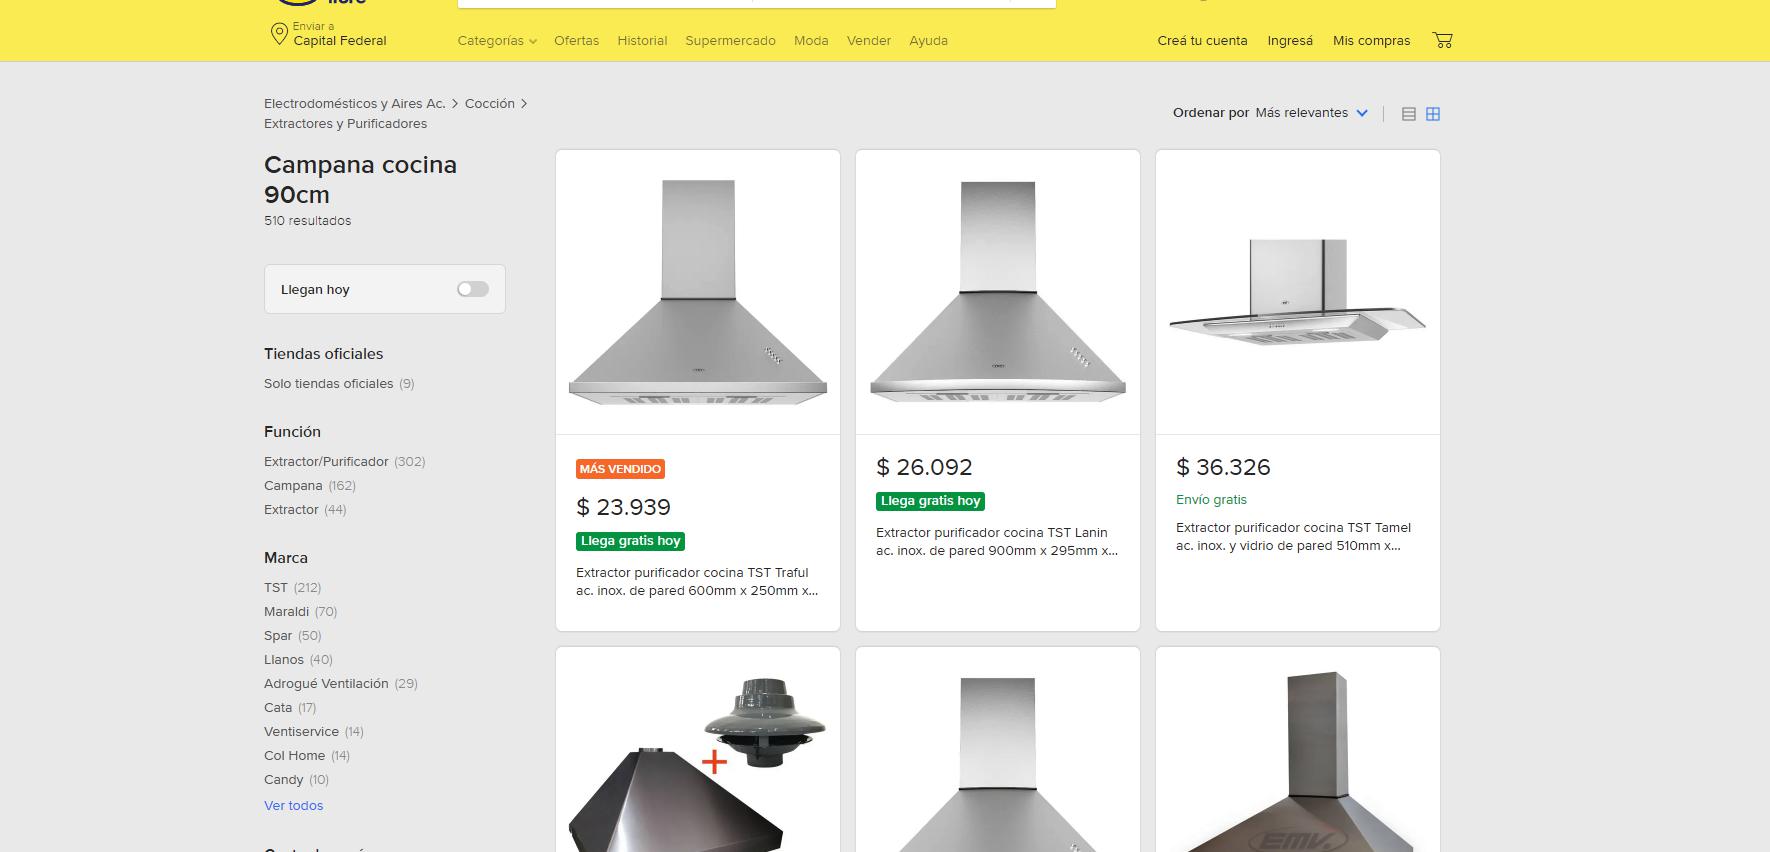 Enviar a
Capital Federal
Categorías
Ofertas
Historial
Supermercado
Moda
Vender
Ayuda
Creá tu cuenta
Ingresá
Mis compras
Electrodomésticos y Aires Ac. > Cocción >
Extractores y Purificadores
Ordenar por Más relevantes
Campana cocina
90cm
510 resultados
Llegan hoy
Tiendas oficiales
Solo tiendas oficiales (9)
Función
Extractor/Purificador (302)
Campana (162)
Extractor (44)
Marca
TST (212)
Maraldi (70)
Spar (50)
Llanos (40)
Adrogué Ventilación (29)
Cata (17)
Ventiservice (14)
Col Home (14)
Candy (10)
Ver todos
MÁS VENDIDO
$ 23.939
Llega gratis hoy
Extractor purificador cocina TST Traful
ac. inox. de pared 600mm x 250mm x...
$ 26.092
Llega gratis hoy
Extractor purificador cocina TST Lanin
ac. inox. de pared 900mm x 295mm x...
$ 36.326
Envío gratis
Extractor purificador cocina TST Tamel
ac. inox. y vidrio de pared 510mm x...
EMV.